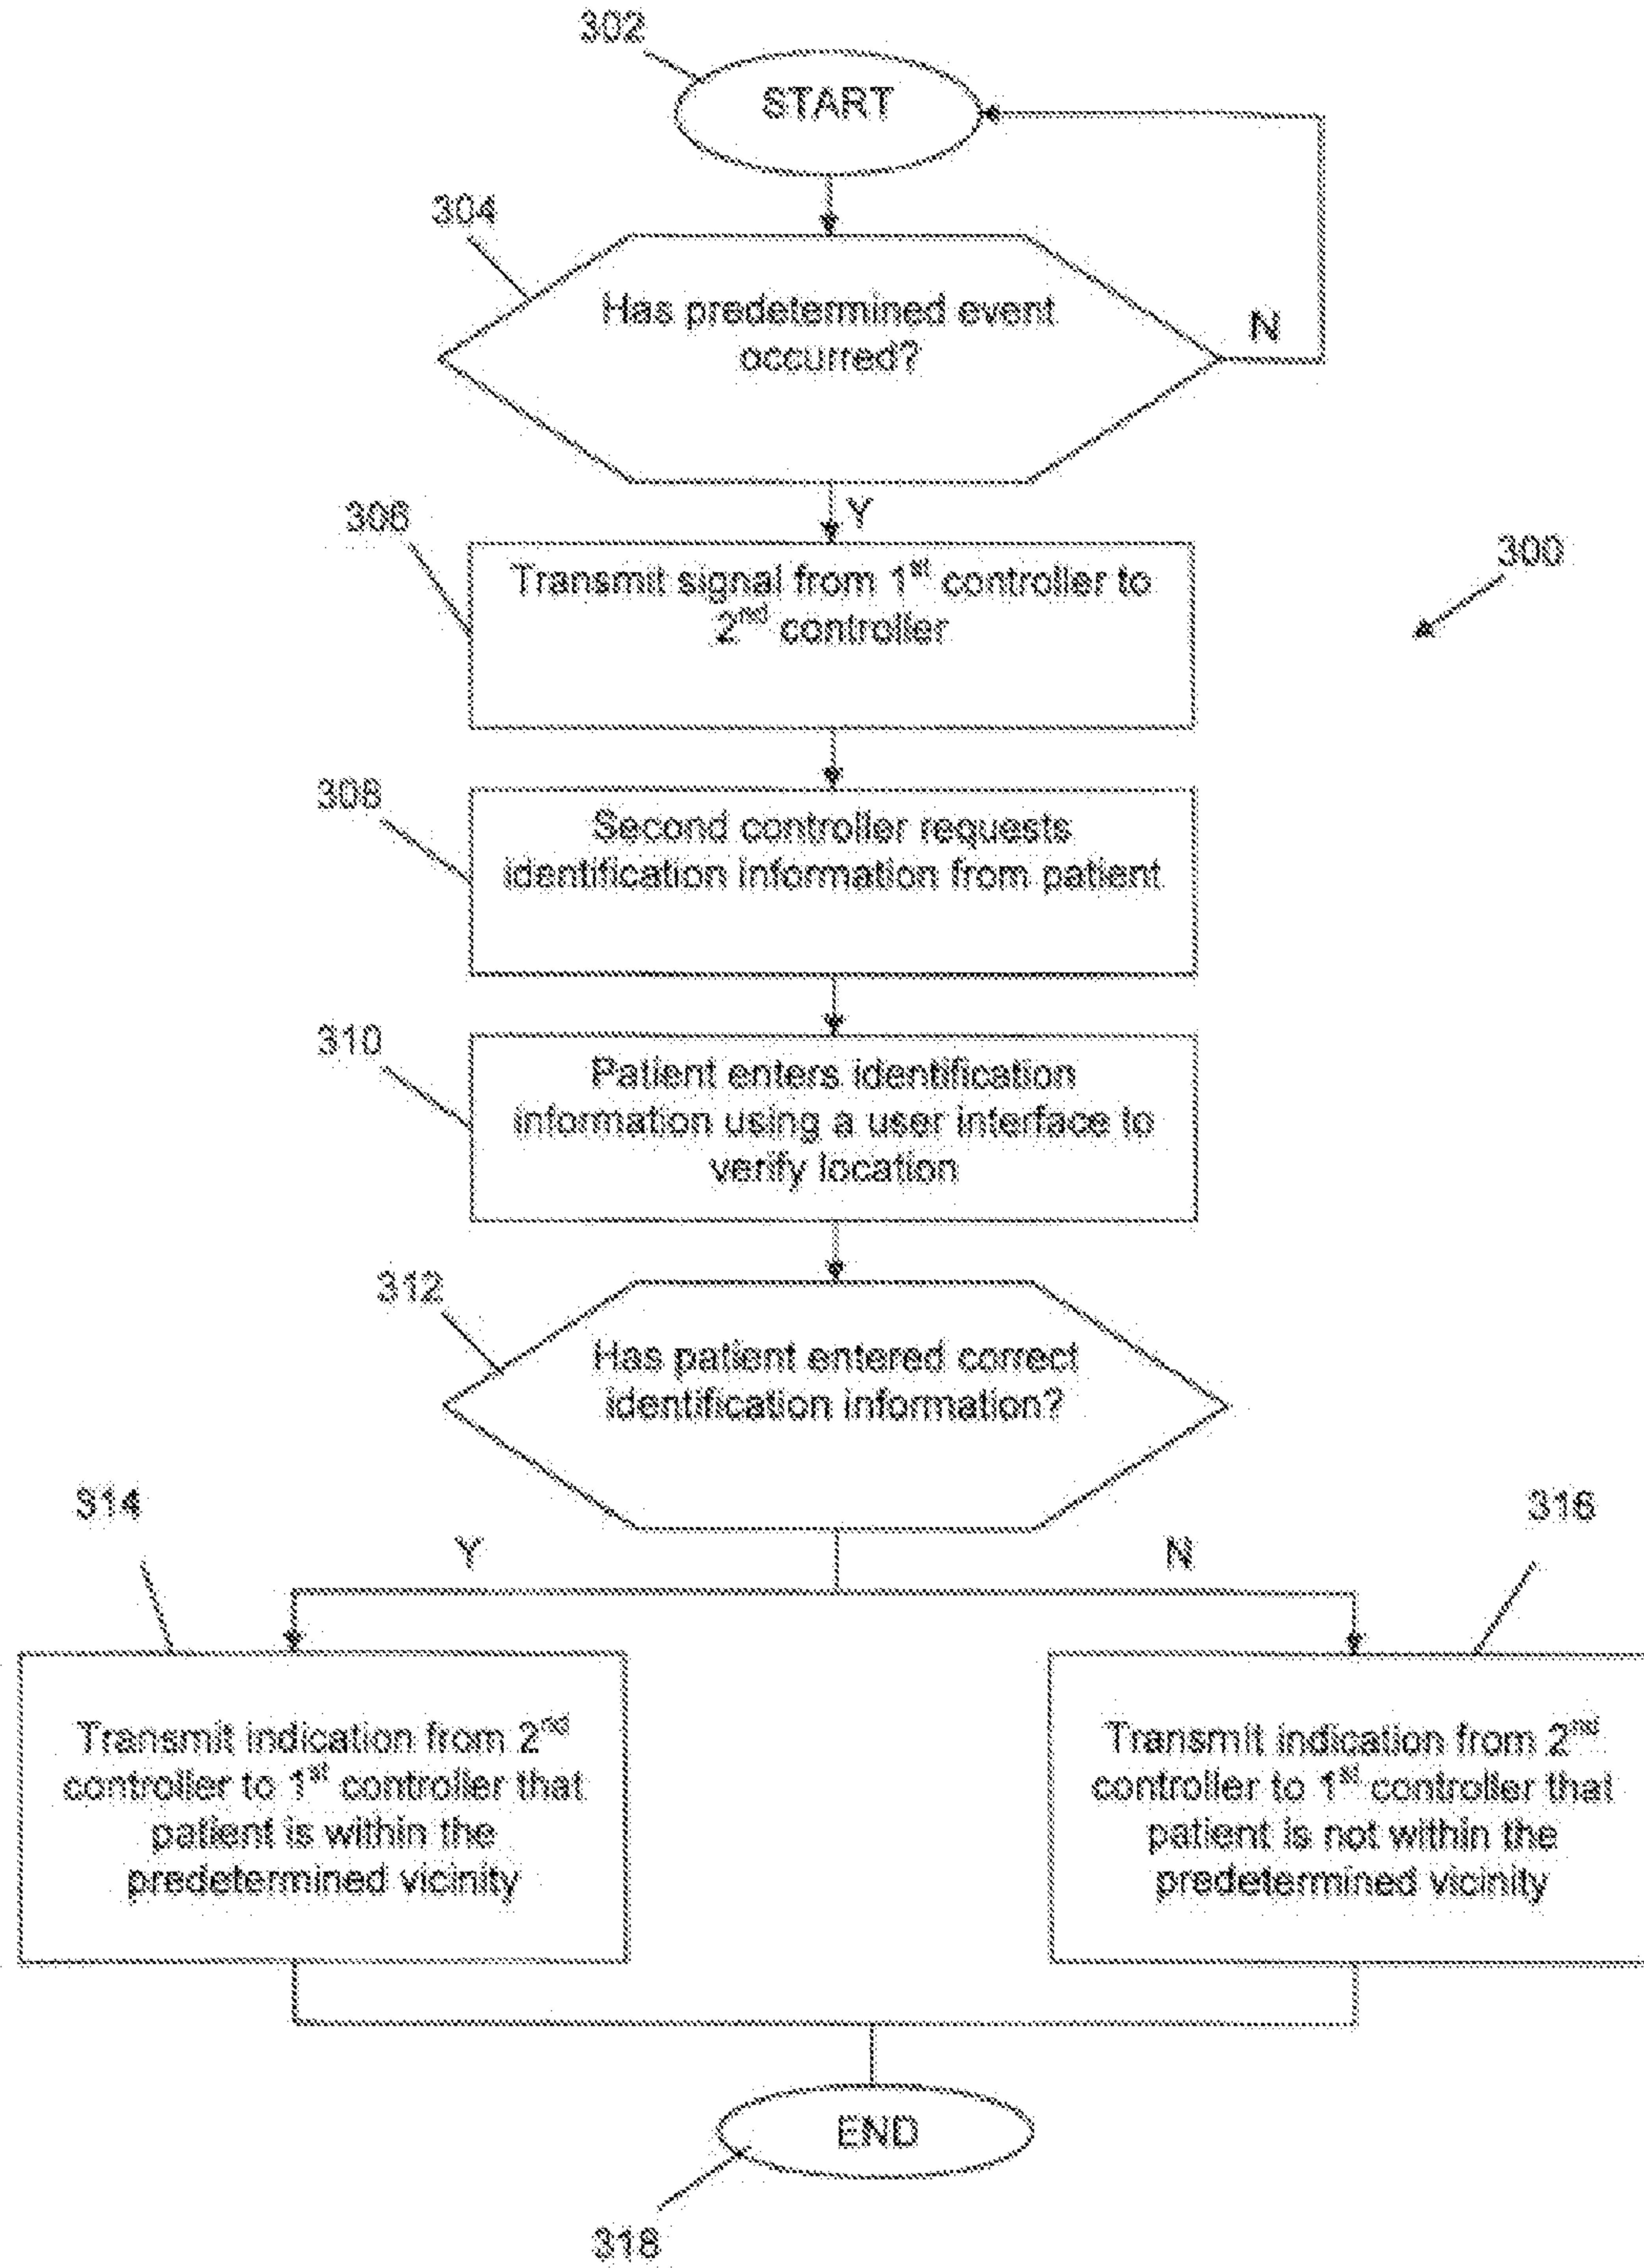 302
START
304
Has predetermined event
occurred?
N
Y
306
Transmit signal from 1st controller to
2nd controller
300
308
Second controller requests
identification information from patient
310
Patient enters identification
information using a user interface to
verify location
312
Has patient entered correct
identification information?
314
316
Y
N
Transmit indication from 2nd
controller to 1st controller that
patient is within the
predetermined vicinity
Transmit indication from 2nd
controller to 1st controller that
patient is not within the
predetermined vicinity
END
318